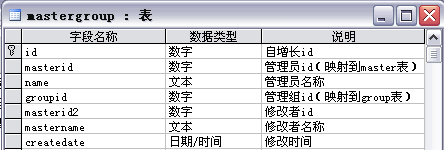 mastergroup : 表
字段名称 数据类型 说明
id 数字 自增长id
masterid 数字 管理员id(映射到master表)
name 文本 管理员名称
groupid 数字 管理组id(映射到group表)
masterid2 数字 修改者id
mastername 文本 修改者名称
createdate 日期/时间 修改时间